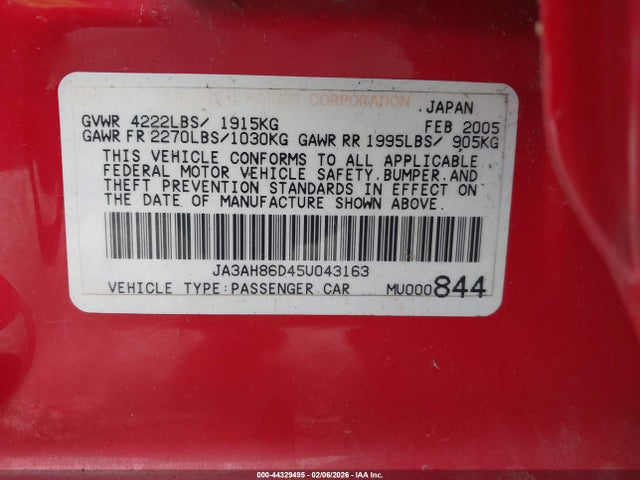 CORPORATION
, JAPAN
GVWR 4222LBS/ 1915KG FEB 2005
GAWR FR 2270LBS/1030KG GAWR RR 1995LBS/ 905KG
THIS VEHICLE CONFORMS TO ALL APPLICABLE
FEDERAL MOTOR VEHICLE SAFETY.BUMPER.AND
THEFT PREVENTION STANDARDS IN EFFECT ON
THE DATE OF MANUFACTURE SHOWN ABOVE.
JA3AH86D45U043163
VEHICLE TYPE:PASSENGER CAR MU000844
000-44329495 - 02/06/2026 - IAAI Inc.